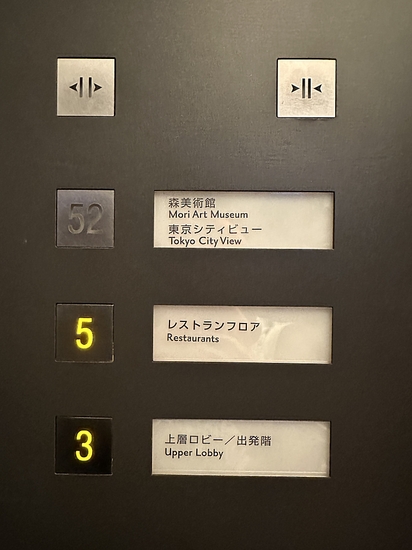 52
森美術館
Mori Art Museum
東京シティビュー
Tokyo City View
5
レストランフロア
Restaurants
3
上層ロビー／出発階
Upper Lobby